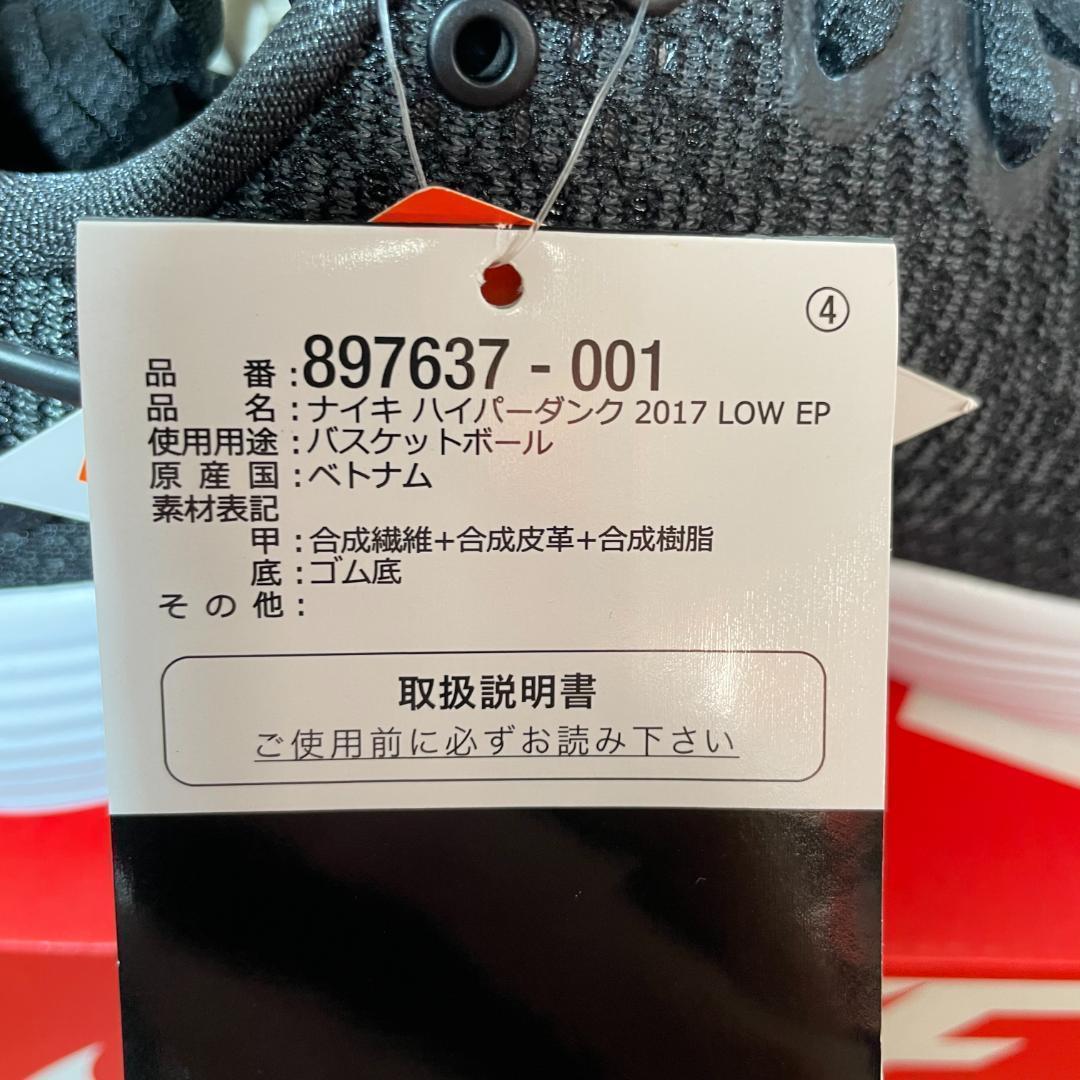 ④
品 番:897637-001
品 名:ナイキ ハイパーダンク 2017 LOW EP
使用用途:バスケットボール
原産国:ベトナム
素材表記
甲:合成繊維+合成皮革+合成樹脂
底:ゴム底
その他:
取扱説明書
ご使用前に必ずお読み下さい